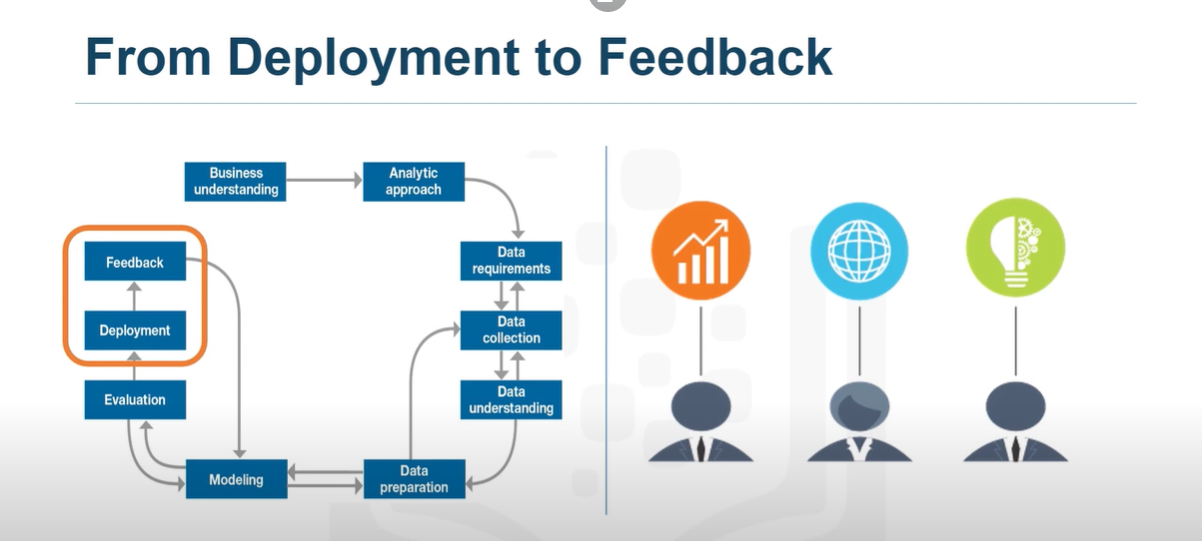 From Deployment to Feedback
Business
understanding
Analytic
approach
Feedback
Data
requirements
Deployment
Data
collection
Evaluation
Data
understanding
Modeling
Data
preparation